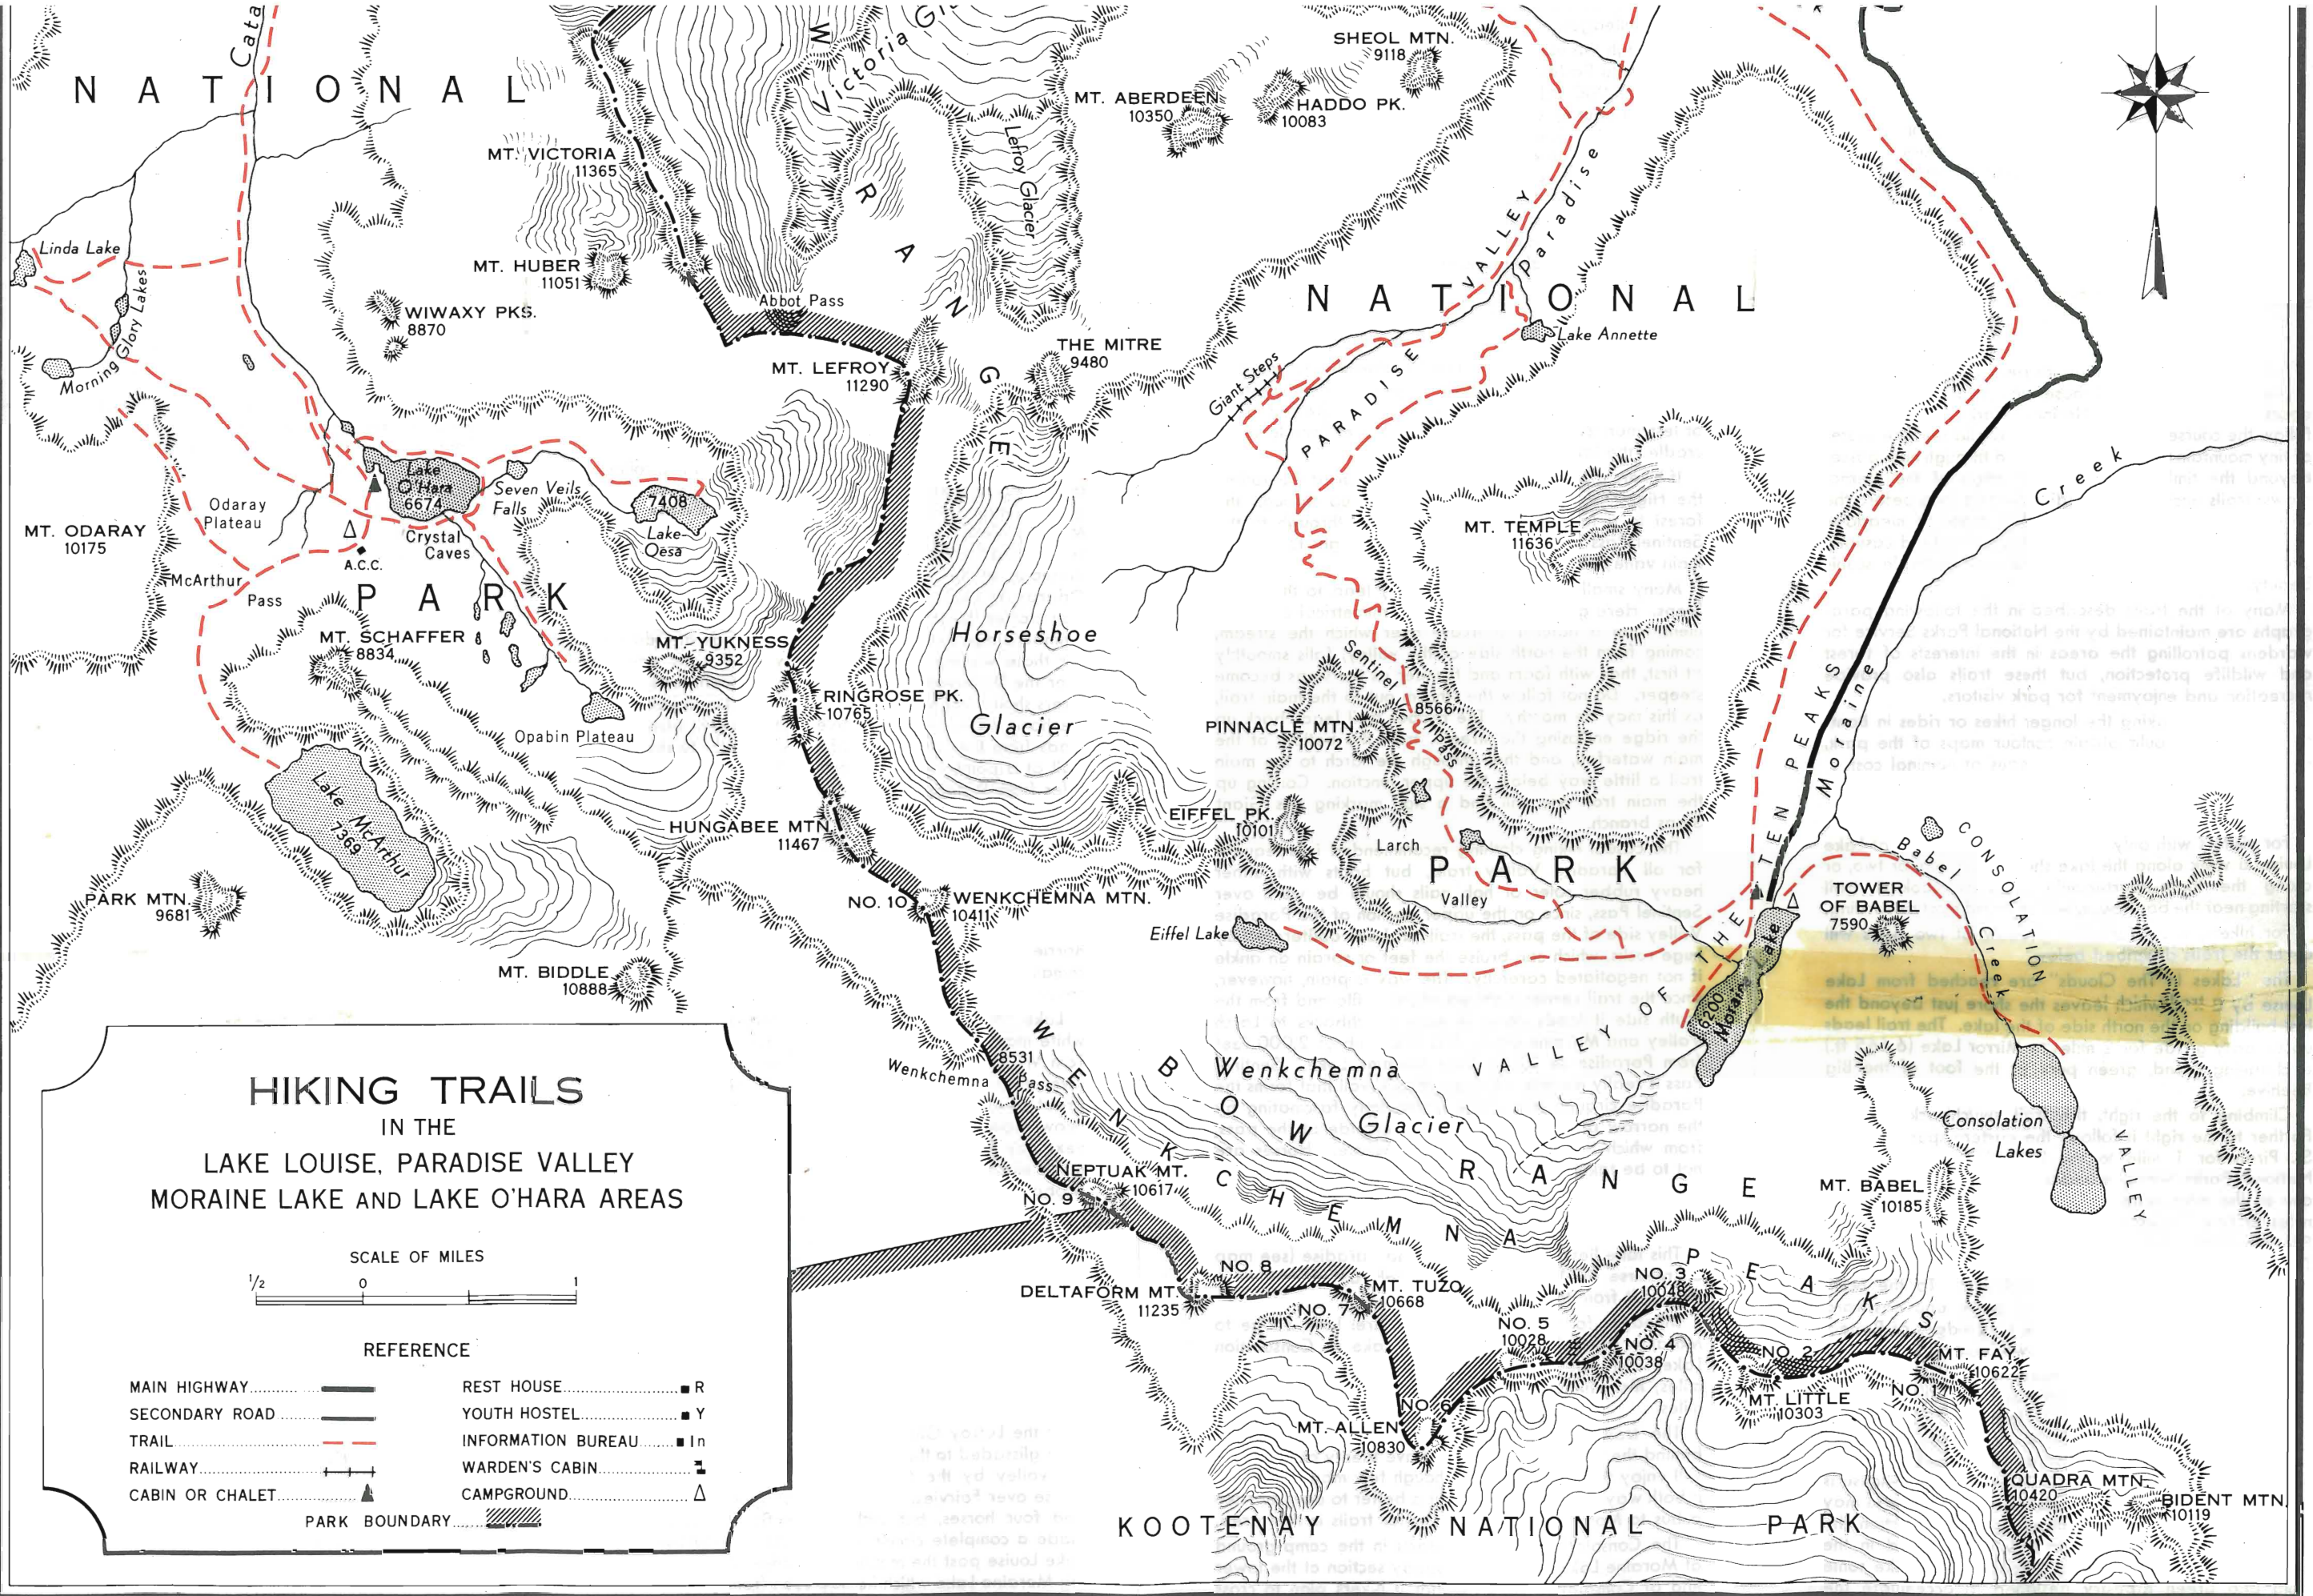 NATIONAL
Cata
W
Victoria Gl
SHEOL MTN.
9118
MT. ABERDEEN
10350
HADDO PK.
10083
MT. VICTORIA
11365
R
Lefroy Glacier
A
N
G
E
VALLEY
Paradise
Linda Lake
MT. HUBER
11051
Morning Glory Lakes
WIWAXY PKS.
8870
Abbot Pass
NATIONAL
Lake Annette
THE MITRE
9480
MT. LEFROY
11290
Giant Steps
PARADISE
Creek
Lake
O'Hara
6674
Seven Veils
Falls
7408
Lake
Oesa
Odaray
Plateau
MT. ODARAY
10175
Crystal
Caves
A.C.C.
MT. TEMPLE
11636
McArthur
Pass
PARK
MT. SCHAFFER
8834
MT. YUKNESS
9352
Horseshoe
Glacier
Sentinel
Pass
8566
RINGROSE PK.
10765
PINNACLE MTN.
10072
Opabin Plateau
PEAKS
Moraine
Lake McArthur
7369
HUNGABEE MTN.
11467
EIFFEL PK.
10101
Larch
Valley
PARK
TEN
Babel
Creek
CONSOLATION
PARK MTN.
9681
NO. 10
WENKCHEMNA MTN.
10411
TOWER
OF BABEL
7590
Eiffel Lake
THE
MT. BIDDLE
10888
Moraine Lake
6200
VALLEY OF
8531
Wenkchemna Pass
Wenkchemna
Glacier
WENKCHEMNA
BOW
RANGE
PEAKS
Consolation
Lakes
VALLEY
NEPTUAK MT.
10617
NO. 9
MT. BABEL
10185
NO. 8
DELTAFORM MT.
11235
MT. TUZO
10668
NO. 7
NO. 3
10048
NO. 5
10028
NO. 4
10038
NO. 2
MT. LITTLE
10303
MT. FAY
10622
NO. 1
NO. 6
MT. ALLEN
10830
QUADRA MTN.
10420
BIDENT MTN.
10119
KOOTENAY NATIONAL PARK
HIKING TRAILS
IN THE
LAKE LOUISE, PARADISE VALLEY
MORAINE LAKE AND LAKE O'HARA AREAS
SCALE OF MILES
1/2 0 1
REFERENCE
MAIN HIGHWAY
SECONDARY ROAD
TRAIL
RAILWAY
CABIN OR CHALET
REST HOUSE R
YOUTH HOSTEL Y
INFORMATION BUREAU In
WARDEN'S CABIN
CAMPGROUND
PARK BOUNDARY